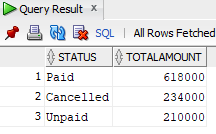 Query Result
SQL | All Rows Fetched
STATUS TOTALAMOUNT
1 Paid 618000
2 Cancelled 234000
3 Unpaid 210000